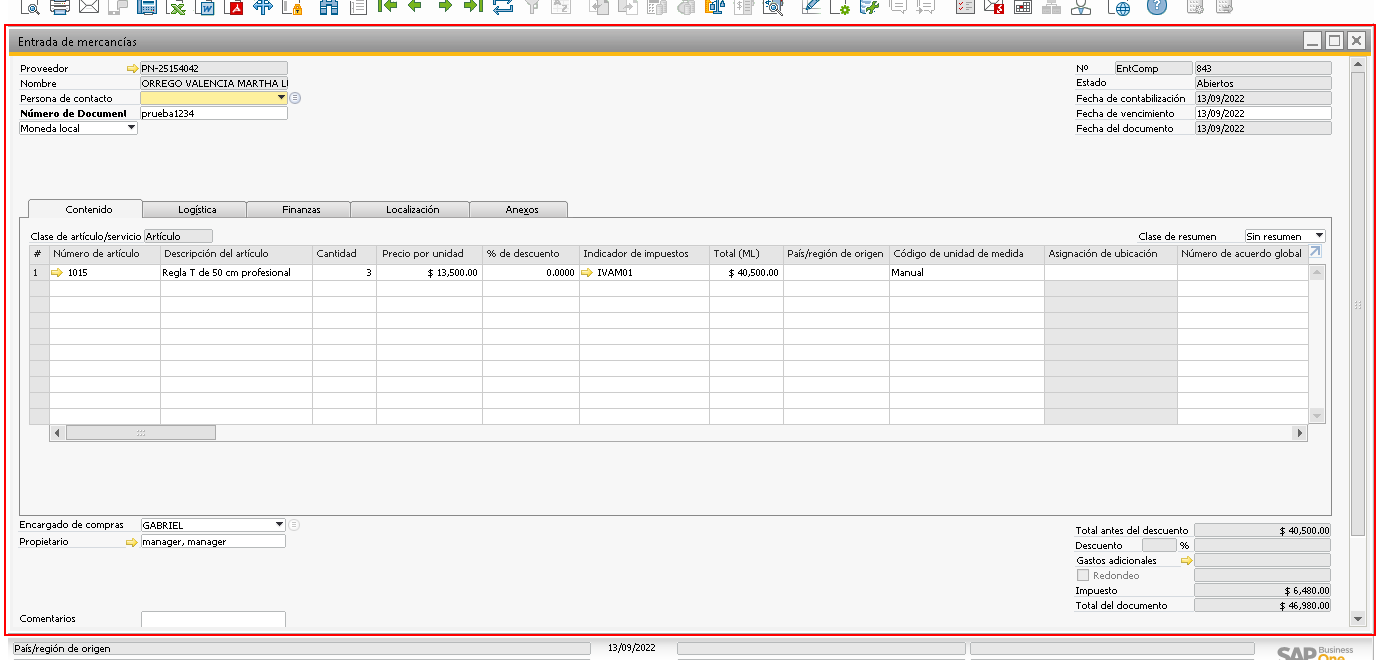 Entrada de mercancías
Proveedor PN-25154042 Nº EntComp 843
Nombre ORREGO VALENCIA MARTHA L Estado Abiertos
Persona de contacto Fecha de contabilización 13/09/2022
Número de Document prueba1234 Fecha de vencimiento 13/09/2022
Moneda local Fecha del documento 13/09/2022
Contenido Logística Finanzas Localización Anexos
Clase de artículo/servicio Artículo Clase de resumen Sin resumen
# Número de artículo Descripción del artículo Cantidad Precio por unidad % de descuento Indicador de impuestos Total (ML) País/región de origen Código de unidad de medida Asignación de ubicación Número de acuerdo global
1 1015 Regla T de 50 cm profesional 3 $ 13,500.00 0.0000 IVAM01 $ 40,500.00 Manual
Encargado de compras GABRIEL
Propietario manager, manager
Total antes del descuento $ 40,500.00
Descuento %
Gastos adicionales
Redondeo
Impuesto $ 6,480.00
Total del documento $ 46,980.00
Comentarios
País/región de origen 13/09/2022 SAP Business
One